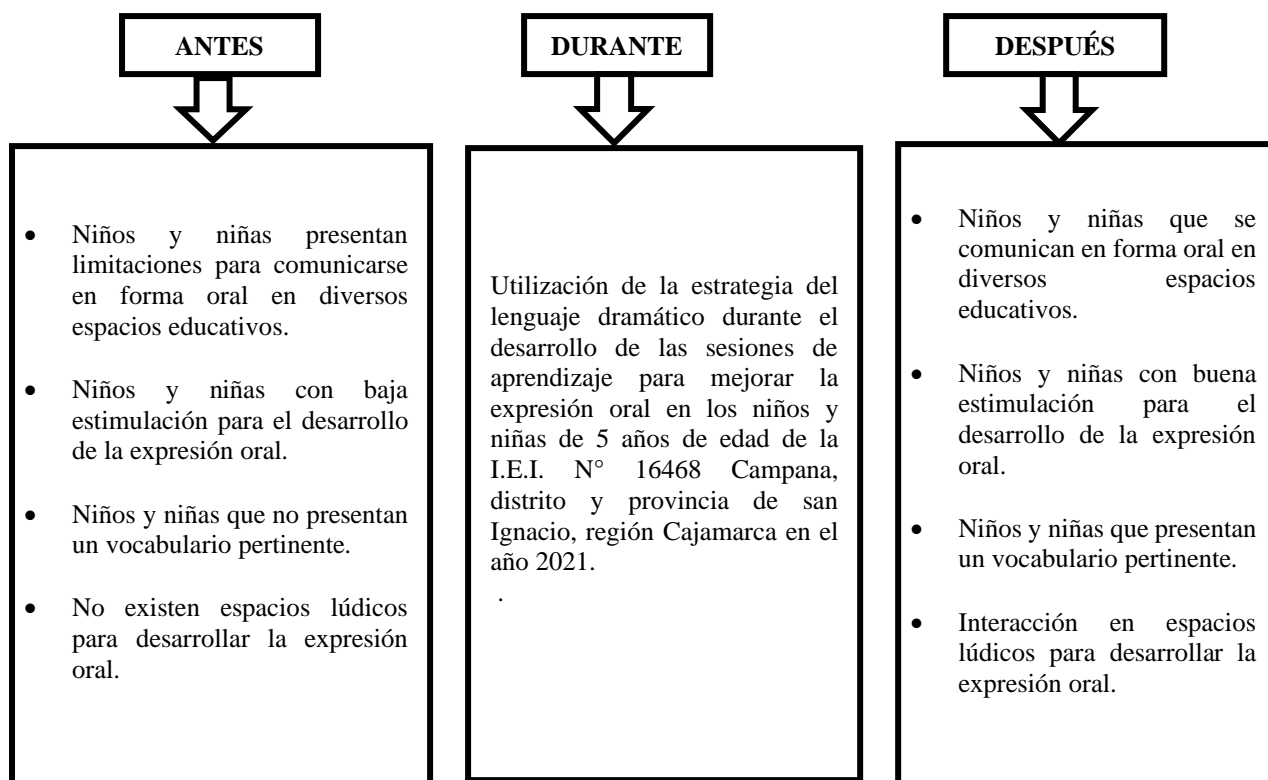 ANTES
DURANTE
DESPUÉS
• Niños y niñas presentan
limitaciones para comunicarse
en forma oral en diversos
espacios educativos.
• Niños y niñas con baja
estimulación para el desarrollo
de la expresión oral.
• Niños y niñas que no presentan
un vocabulario pertinente.
• No existen espacios lúdicos
para desarrollar la expresión
oral.
Utilización de la estrategia del
lenguaje dramático durante el
desarrollo de las sesiones de
aprendizaje para mejorar la
expresión oral en los niños y
niñas de 5 años de edad de la
I.E.I. N° 16468 Campana,
distrito y provincia de san
Ignacio, región Cajamarca en el
año 2021.
.
• Niños y niñas que se
comunican en forma oral en
diversos espacios
educativos.
• Niños y niñas con buena
estimulación para el
desarrollo de la expresión
oral.
• Niños y niñas que presentan
un vocabulario pertinente.
• Interacción en espacios
lúdicos para desarrollar la
expresión oral.